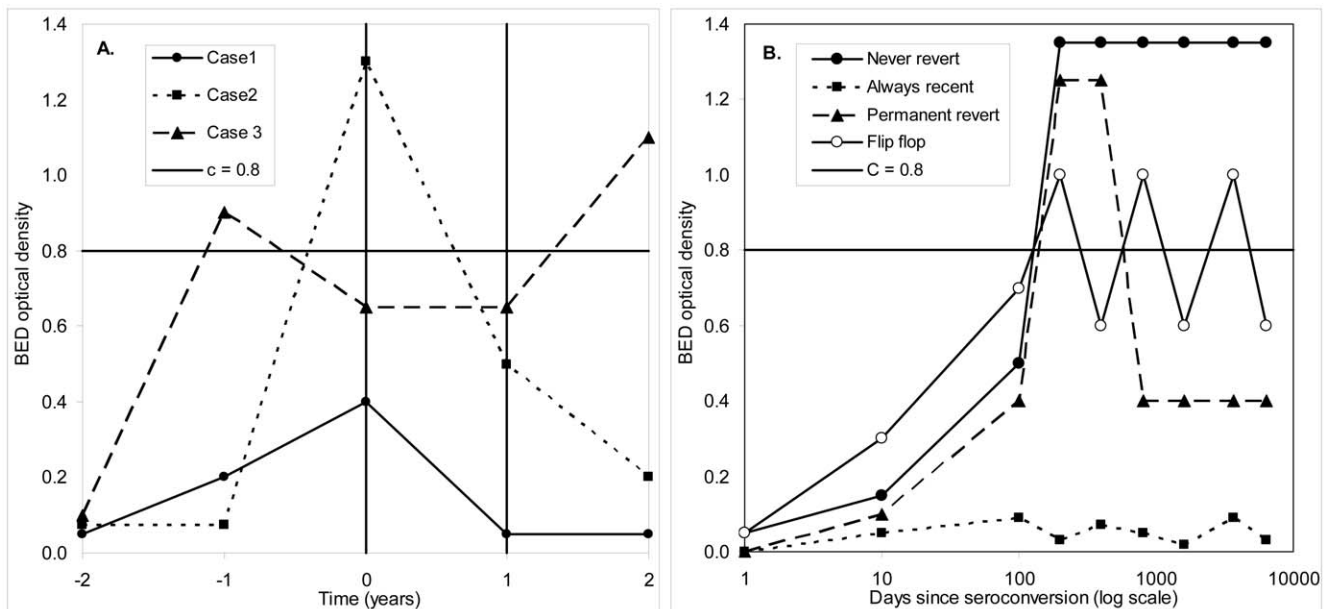 A.
Case1
Case2
Case 3
c = 0.8
BED optical density
1.4
1.2
1.0
0.8
0.6
0.4
0.2
0.0
-2 -1 0 1 2
Time (years)
B.
Never revert
Always recent
Permanent revert
Flip flop
C = 0.8
BED optical density
1.4
1.2
1.0
0.8
0.6
0.4
0.2
0.0
1 10 100 1000 10000
Days since seroconversion (log scale)